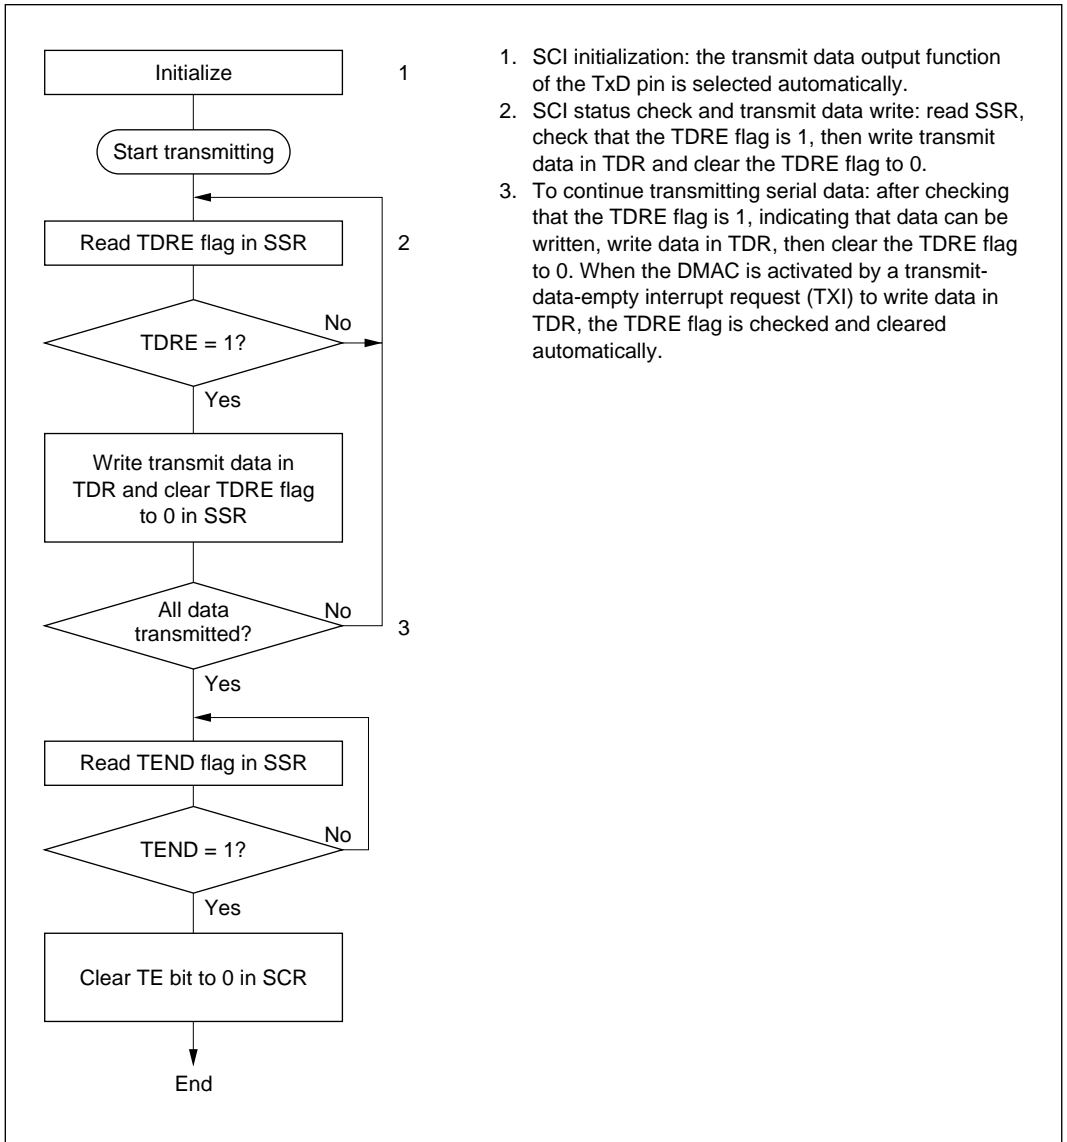 Initialize
1
Start transmitting
Read TDRE flag in SSR
2
TDRE = 1?
No
Yes
Write transmit data in
TDR and clear TDRE flag
to 0 in SSR
All data
transmitted?
No
3
Yes
Read TEND flag in SSR
TEND = 1?
No
Yes
Clear TE bit to 0 in SCR
End
1. SCI initialization: the transmit data output function
of the TxD pin is selected automatically.
2. SCI status check and transmit data write: read SSR,
check that the TDRE flag is 1, then write transmit
data in TDR and clear the TDRE flag to 0.
3. To continue transmitting serial data: after checking
that the TDRE flag is 1, indicating that data can be
written, write data in TDR, then clear the TDRE flag
to 0. When the DMAC is activated by a transmit-
data-empty interrupt request (TXI) to write data in
TDR, the TDRE flag is checked and cleared
automatically.